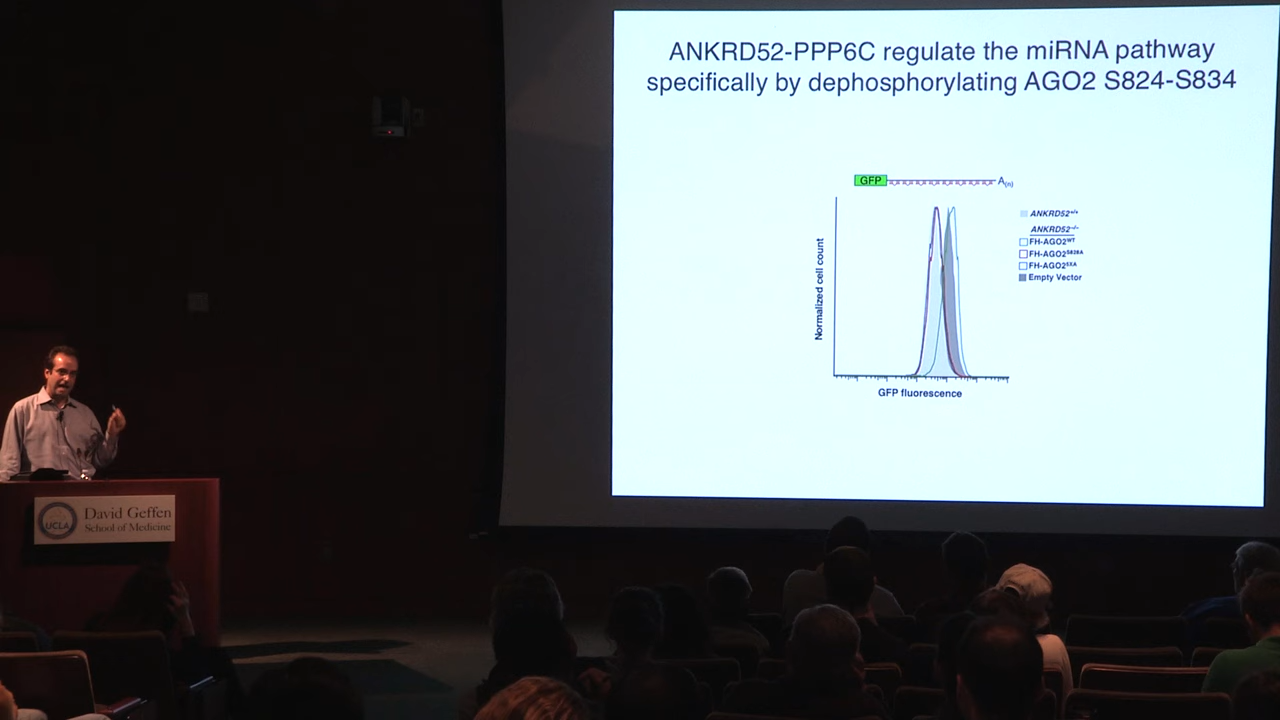 ANKRD52-PPP6C regulate the miRNA pathway
specifically by dephosphorylating AGO2 S824-S834
GFP
A(n)
ANKRD52+/+
ANKRD52–/–
FH-AGO2WT
FH-AGO2S828A
FH-AGO25XA
Empty Vector
Normalized cell count
GFP fluorescence
UCLA
David Geffen
School of Medicine